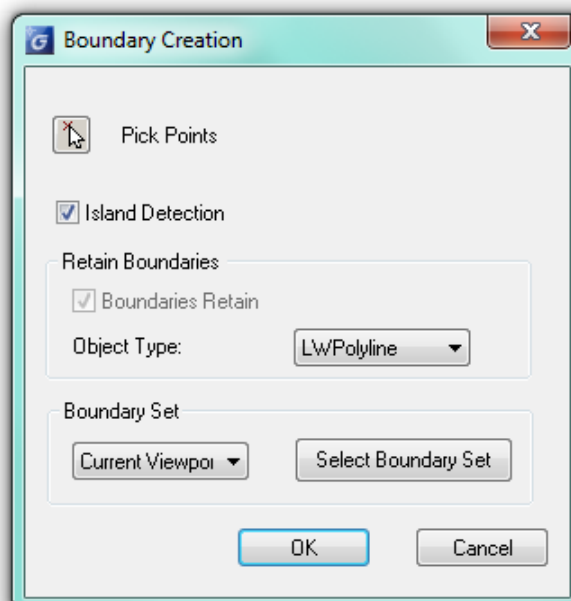 Boundary Creation
Pick Points
Island Detection
Retain Boundaries
Boundaries Retain
Object Type: LWPolyline
Boundary Set
Current Viewpor Select Boundary Set
OK Cancel